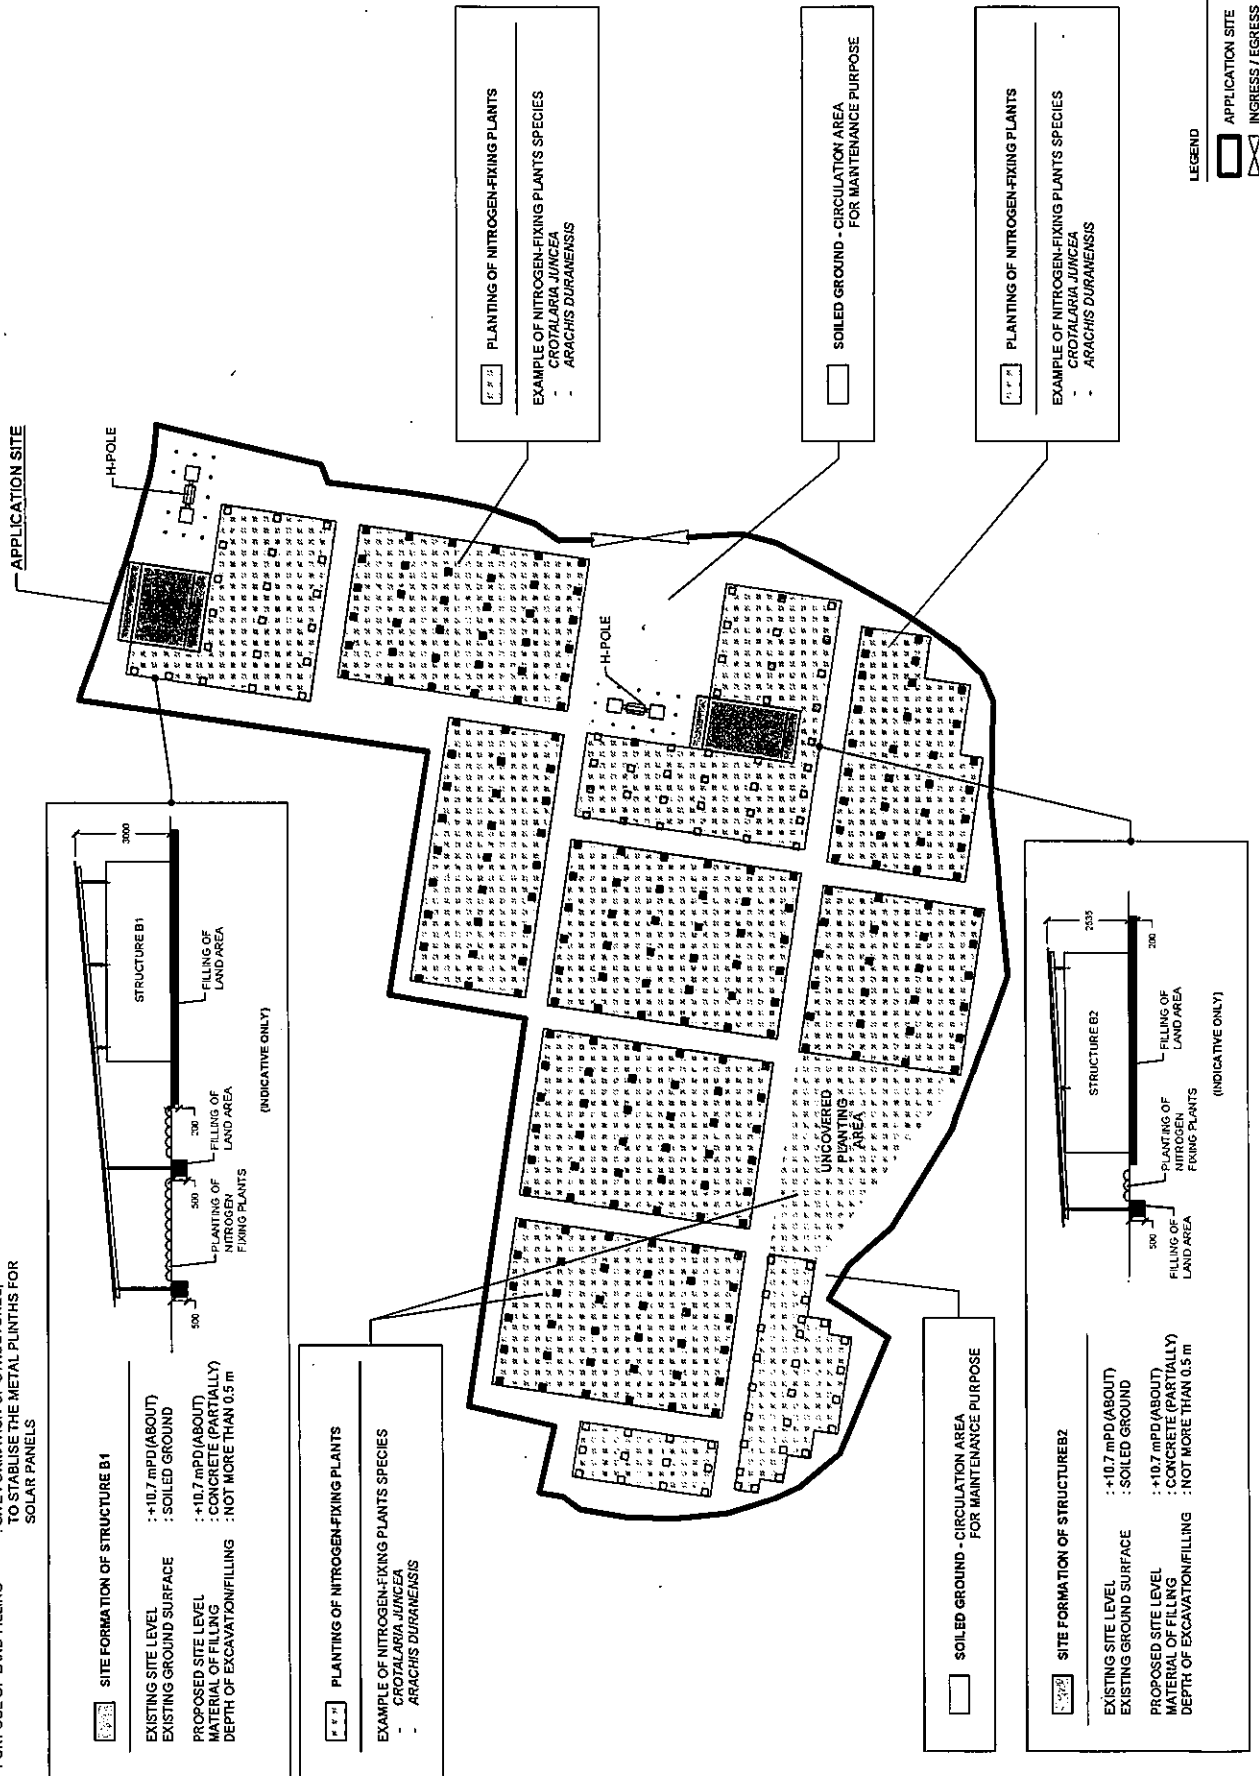 TO STABLISE THE METAL PLINTHS FOR
SOLAR PANELS
SITE FORMATION OF STRUCTURE B1
EXISTING SITE LEVEL : +10.7 mPD (ABOUT)
EXISTING GROUND SURFACE : SOILED GROUND
PROPOSED SITE LEVEL : +10.7 mPD (ABOUT)
MATERIAL OF FILLING : CONCRETE (PARTIALLY)
DEPTH OF EXCAVATION/FILLING : NOT MORE THAN 0.5 m
3000
STRUCTURE B1
FILLING OF
LAND AREA
200
FILLING OF
LAND AREA
500
PLANTING OF
NITROGEN
FIXING PLANTS
500
(INDICATIVE ONLY)
APPLICATION SITE
H-POLE
PLANTING OF NITROGEN-FIXING PLANTS
EXAMPLE OF NITROGEN-FIXING PLANTS SPECIES
- CROTALARIA JUNCEA
- ARACHIS DURANENSIS
PLANTING OF NITROGEN-FIXING PLANTS
EXAMPLE OF NITROGEN-FIXING PLANTS SPECIES
- CROTALARIA JUNCEA
- ARACHIS DURANENSIS
H-POLE
UNCOVERED
PLANTING
AREA
SOILED GROUND - CIRCULATION AREA
FOR MAINTENANCE PURPOSE
SOILED GROUND - CIRCULATION AREA
FOR MAINTENANCE PURPOSE
PLANTING OF NITROGEN-FIXING PLANTS
EXAMPLE OF NITROGEN-FIXING PLANTS SPECIES
- CROTALARIA JUNCEA
- ARACHIS DURANENSIS
SITE FORMATION OF STRUCTURE B2
EXISTING SITE LEVEL : +10.7 mPD (ABOUT)
EXISTING GROUND SURFACE : SOILED GROUND
PROPOSED SITE LEVEL : +10.7 mPD (ABOUT)
MATERIAL OF FILLING : CONCRETE (PARTIALLY)
DEPTH OF EXCAVATION/FILLING : NOT MORE THAN 0.5 m
2535
STRUCTURE B2
200
FILLING OF
LAND AREA
PLANTING OF
NITROGEN
FIXING PLANTS
500
FILLING OF
LAND AREA
(INDICATIVE ONLY)
LEGEND
APPLICATION SITE
INGRESS / EGRESS